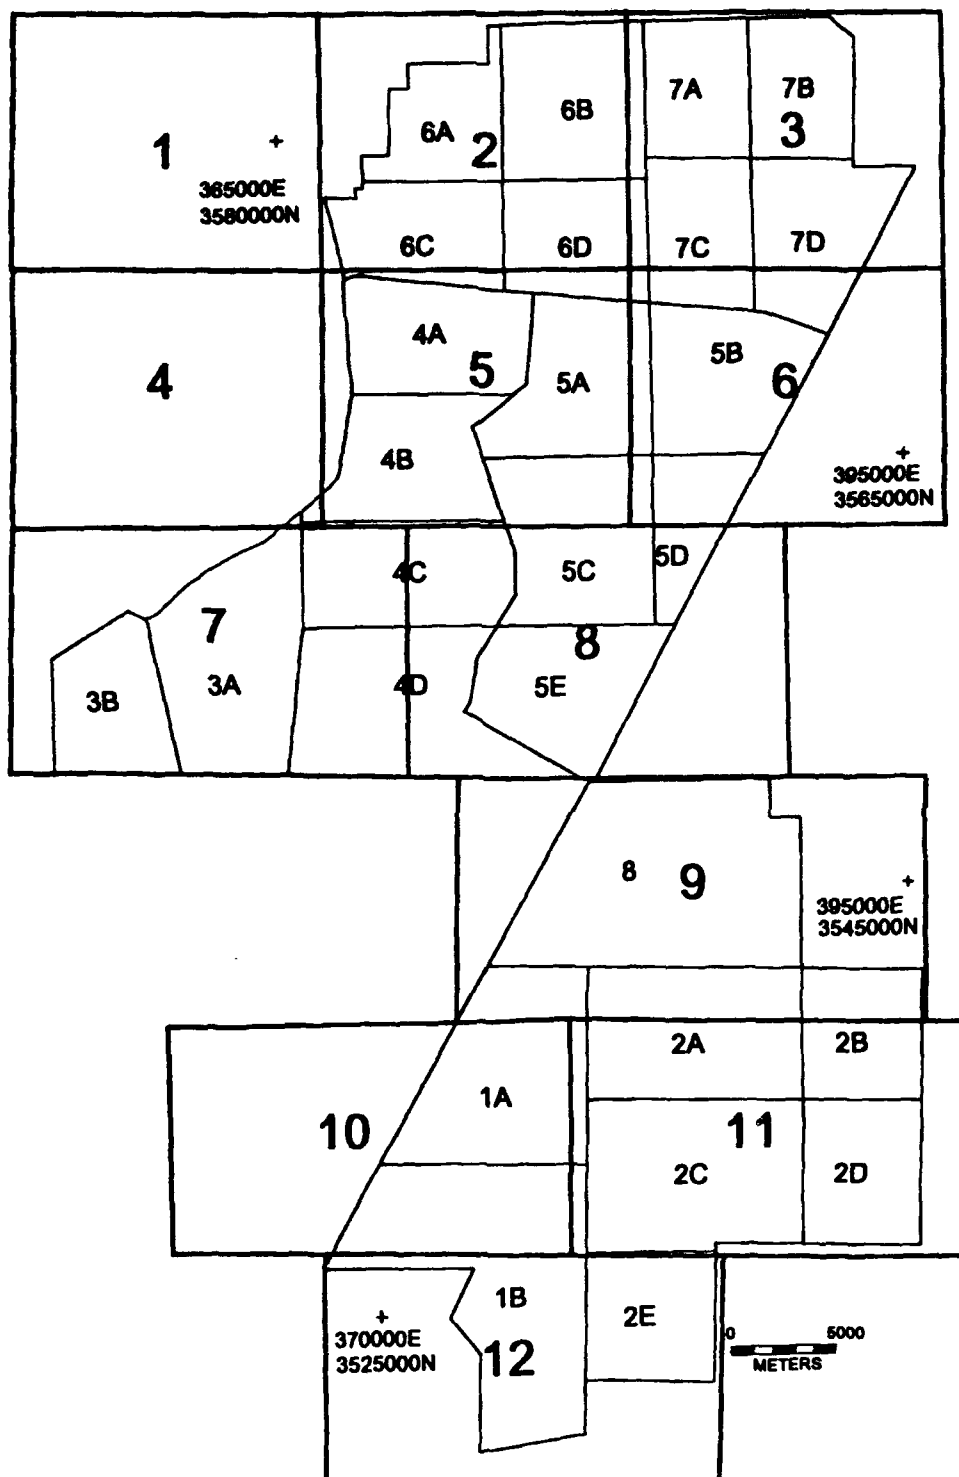 7A
7B
6B
6A
2
3
1
365000E
3580000N
6C
6D
7C
7D
4A
5B
4
5
5A
6
4B
395000E
3565000N
4C
5C
5D
7
8
3B
3A
4D
5E
8
9
395000E
3545000N
2A
2B
1A
10
11
2C
2D
1B
2E
370000E
3525000N
12
0 5000
METERS